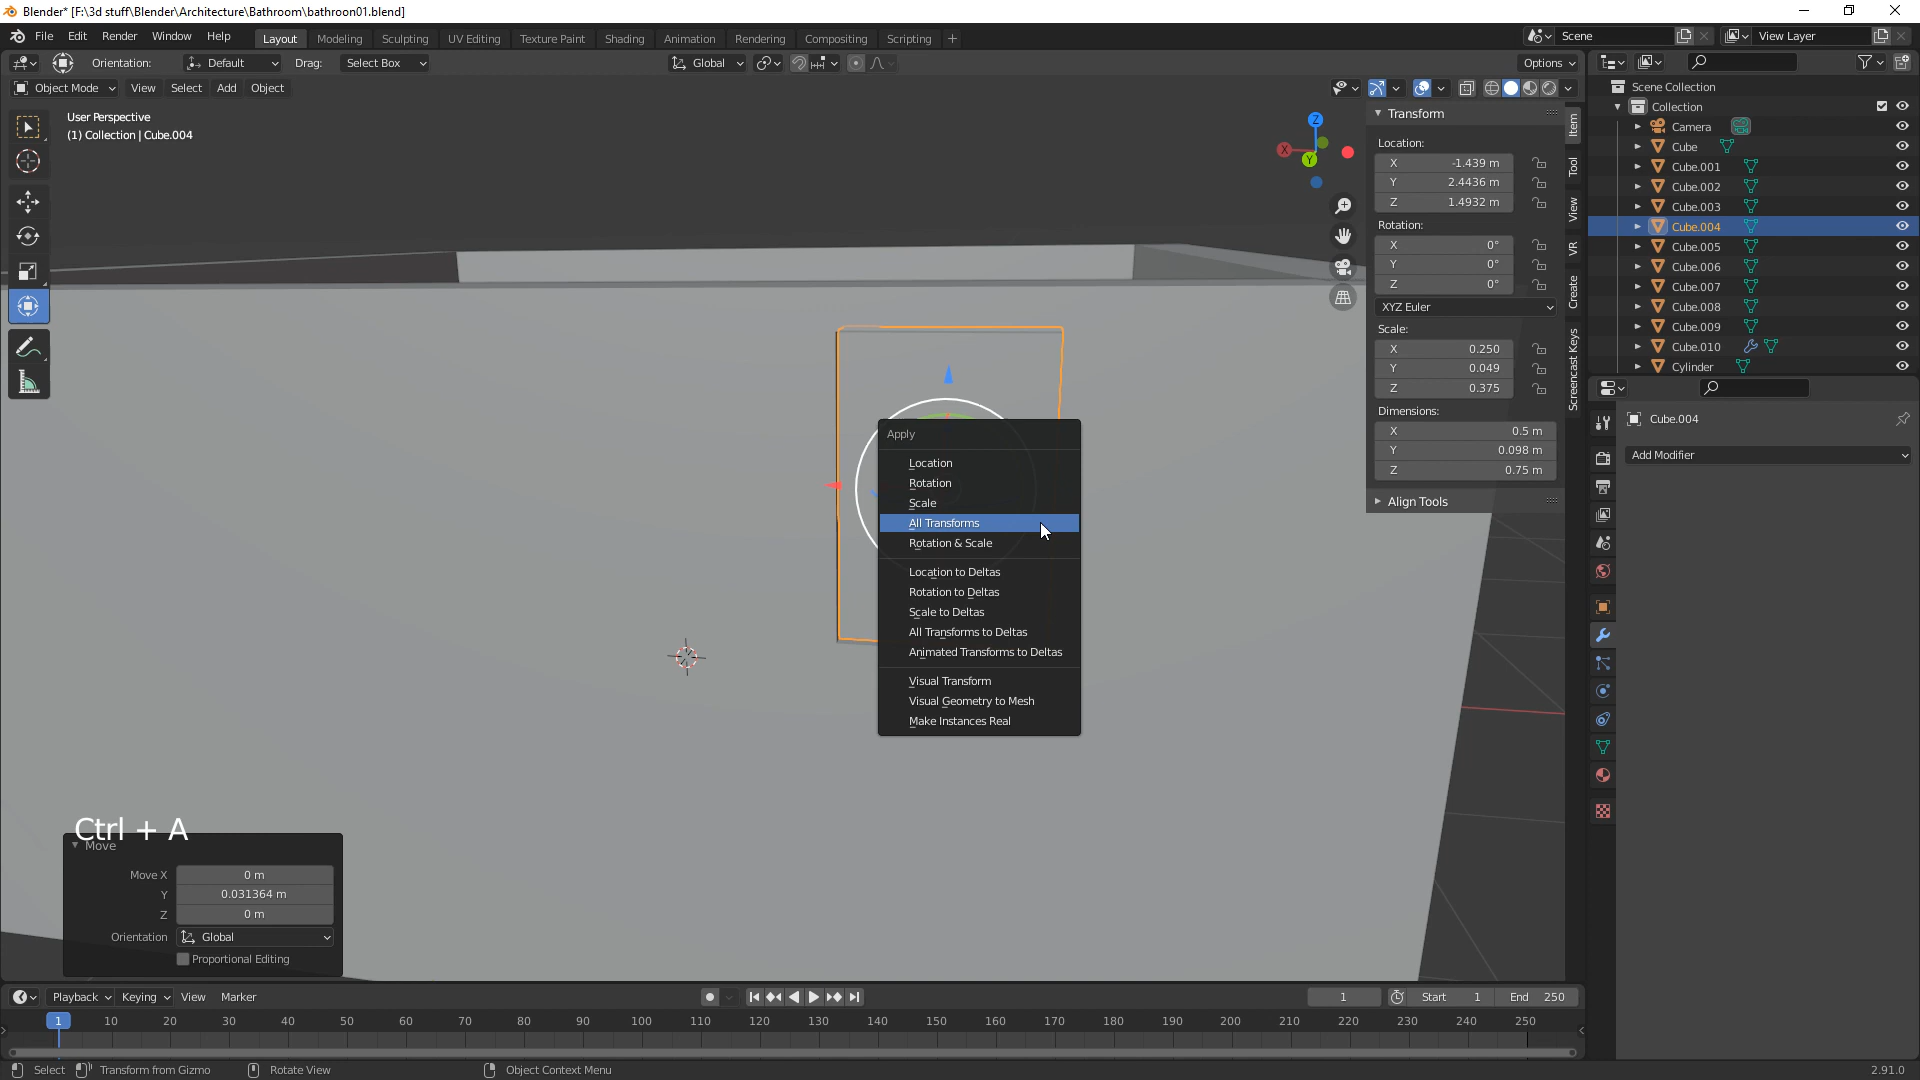 Blender* [F:\3d stuff\Blender\Architecture\Bathroom\bathroon01.blend]
File Edit Render Window Help
Layout Modeling Sculpting UV Editing Texture Paint Shading Animation Rendering Compositing Scripting +
Scene
View Layer
Orientation: Default Drag: Select Box
Global
Options
Object Mode View Select Add Object
User Perspective
(1) Collection | Cube.004
Z
X
Y
Transform
Location:
X -1.439 m
Y 2.4436 m
Z 1.4932 m
Rotation:
X 0°
Y 0°
Z 0°
XYZ Euler
Scale:
X 0.250
Y 0.049
Z 0.375
Dimensions:
X 0.5 m
Y 0.098 m
Z 0.75 m
Align Tools
Item
Tool
View
VR
Create
Screencast Keys
Scene Collection
Collection
Camera
Cube
Cube.001
Cube.002
Cube.003
Cube.004
Cube.005
Cube.006
Cube.007
Cube.008
Cube.009
Cube.010
Cylinder
Cube.004
Add Modifier
Apply
Location
Rotation
Scale
All Transforms
Rotation & Scale
Location to Deltas
Rotation to Deltas
Scale to Deltas
All Transforms to Deltas
Animated Transforms to Deltas
Visual Transform
Visual Geometry to Mesh
Make Instances Real
Ctrl + A
Move
Move X 0 m
Y 0.031364 m
Z 0 m
Orientation Global
Proportional Editing
Playback Keying View Marker
1 Start 1 End 250
1 10 20 30 40 50 60 70 80 90 100 110 120 130 140 150 160 170 180 190 200 210 220 230 240 250
Select Transform from Gizmo Rotate View Object Context Menu
2.91.0